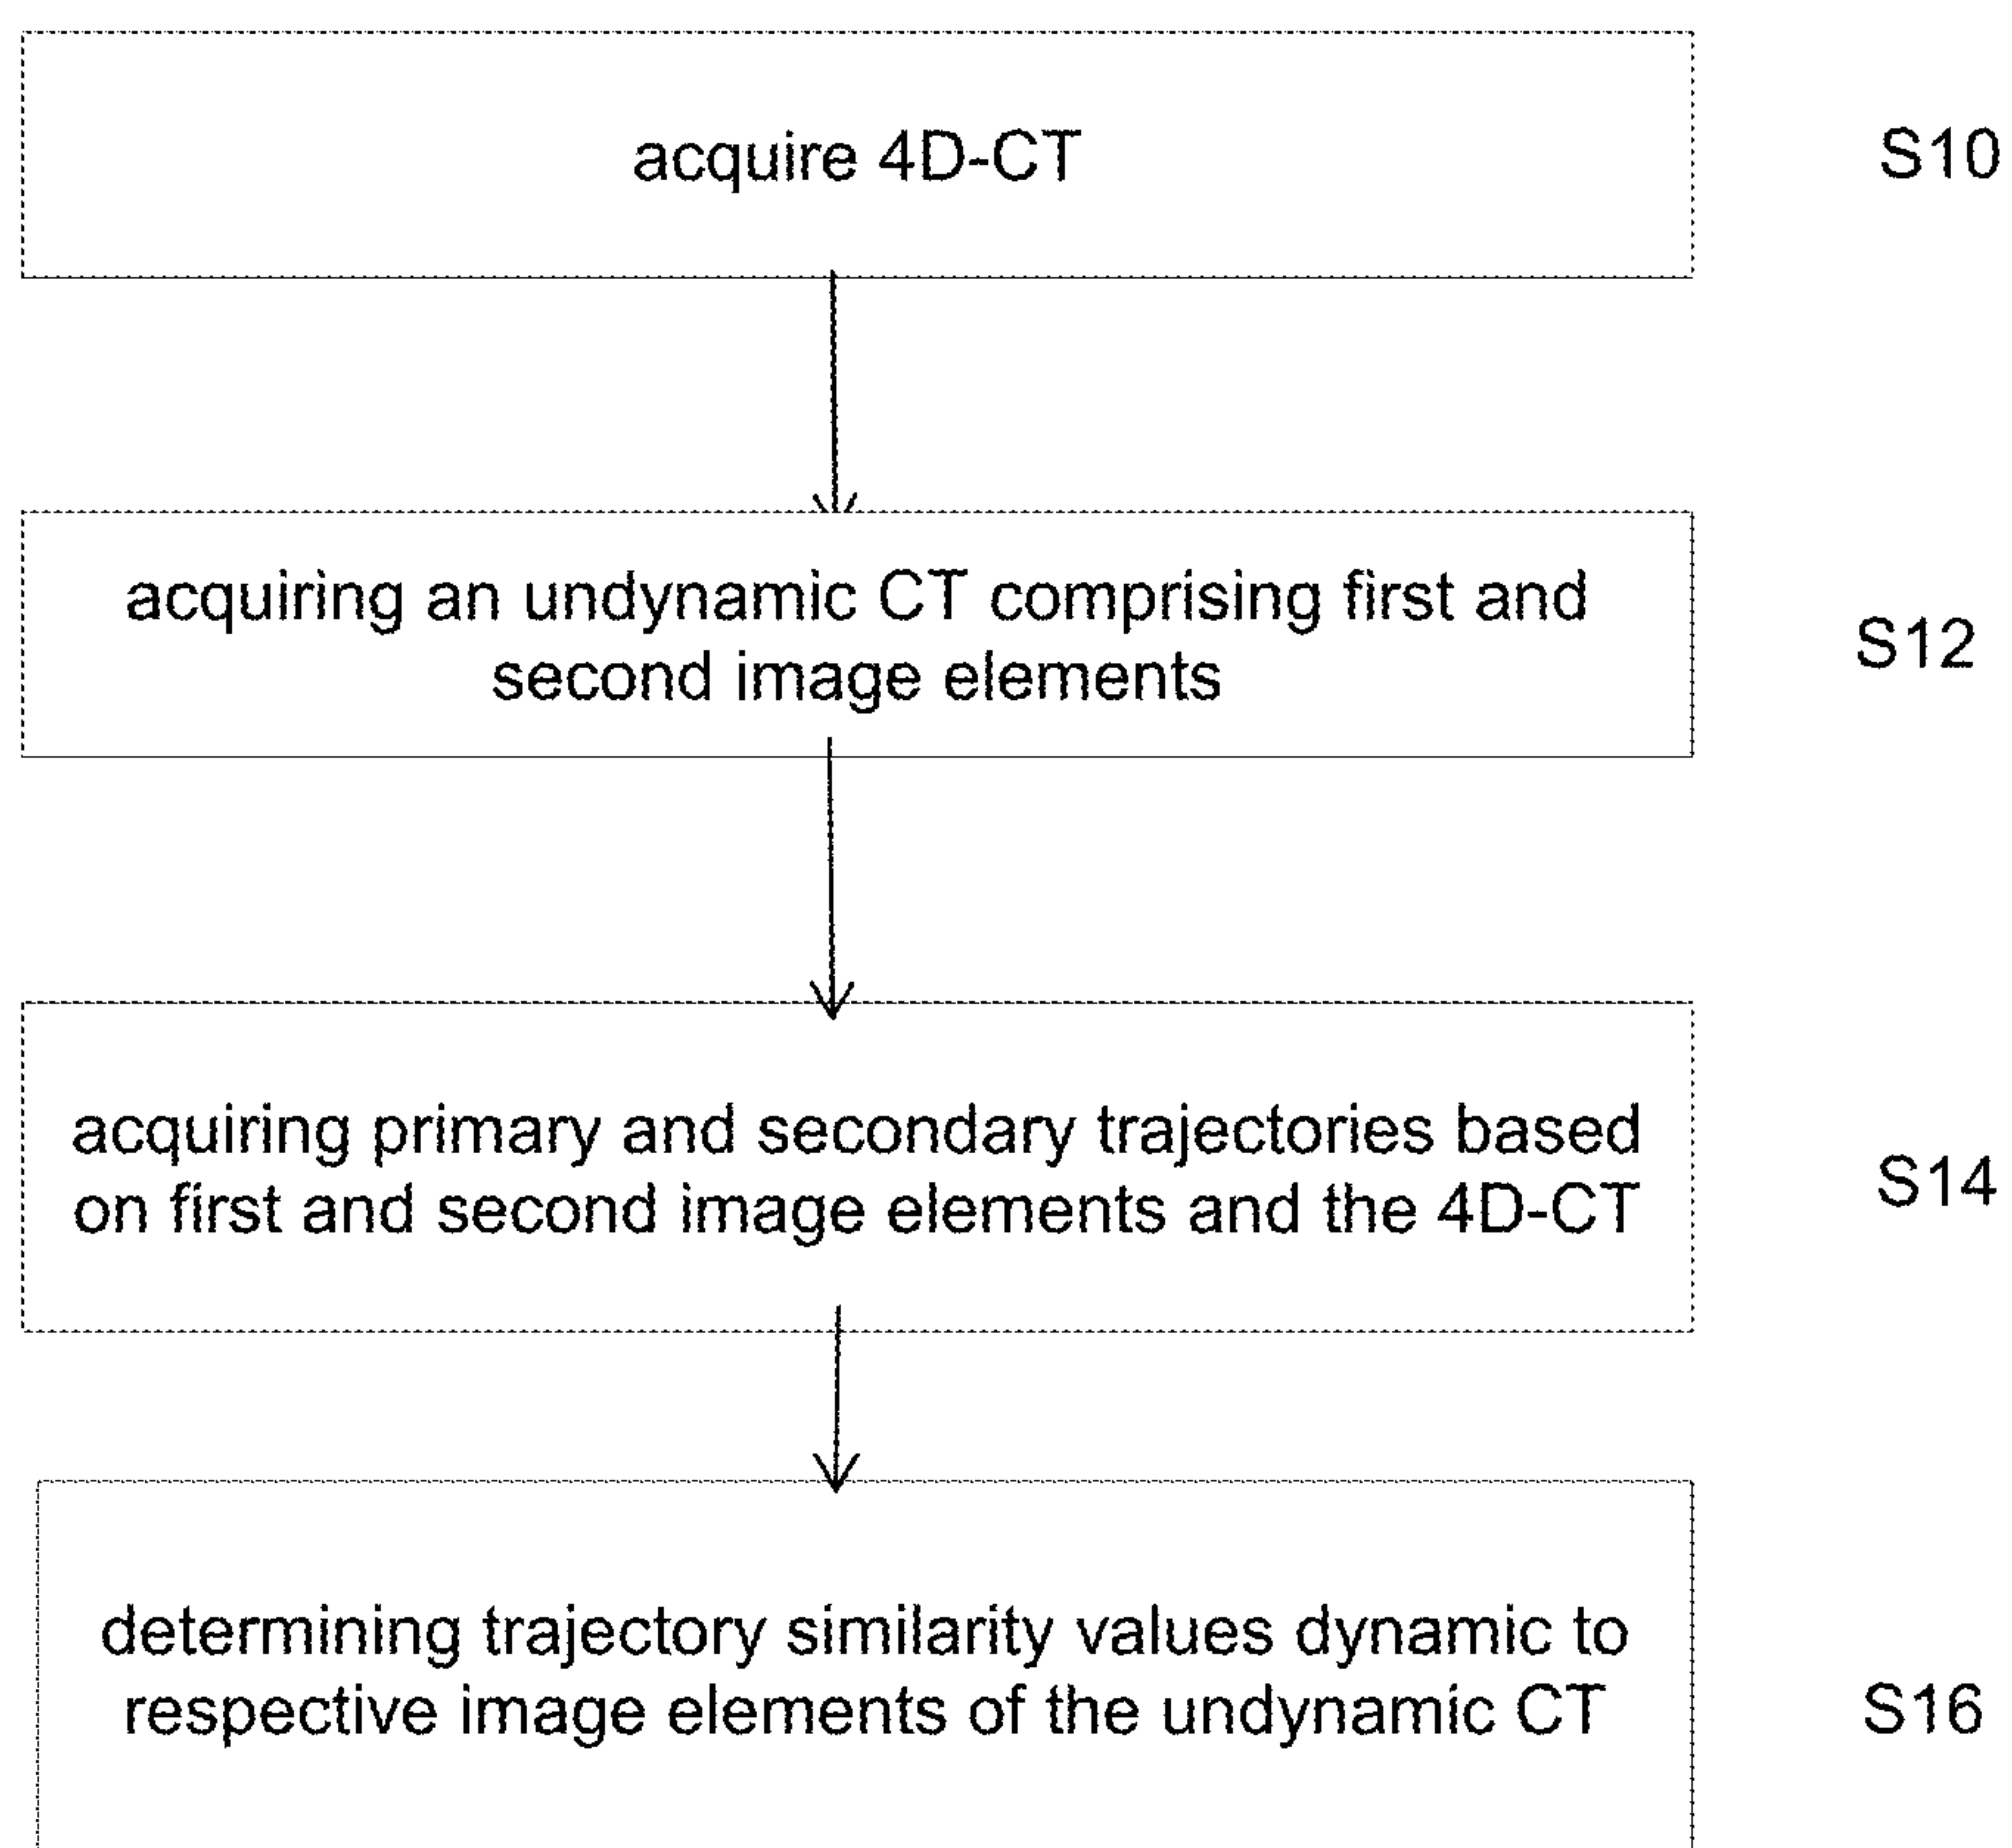 acquire 4D-CT
S10
acquiring an undynamic CT comprising first and
second image elements
S12
acquiring primary and secondary trajectories based
on first and second image elements and the 4D-CT
S14
determining trajectory similarity values dynamic to
respective image elements of the undynamic CT
S16